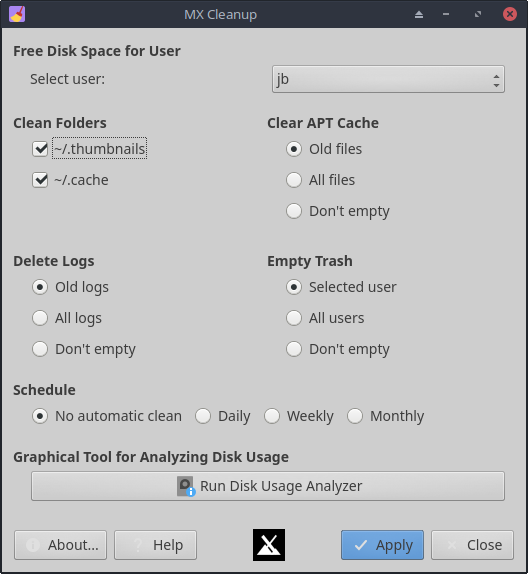 MX Cleanup
Free Disk Space for User
Select user:
jb
Clean Folders
~/.thumbnails
~/.cache
Clear APT Cache
Old files
All files
Don't empty
Delete Logs
Old logs
All logs
Don't empty
Empty Trash
Selected user
All users
Don't empty
Schedule
No automatic clean Daily Weekly Monthly
Graphical Tool for Analyzing Disk Usage
Run Disk Usage Analyzer
About... Help Apply Close